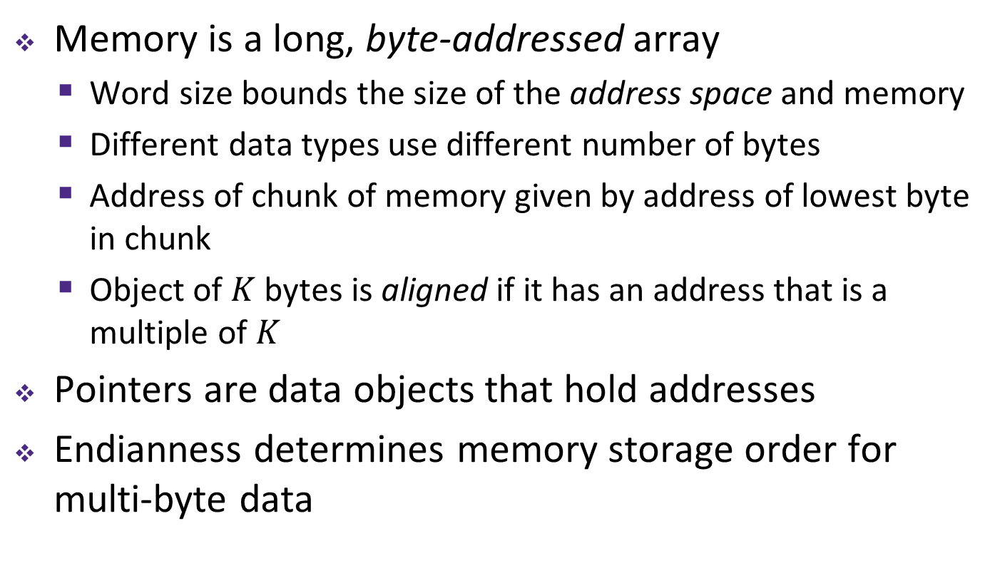 ❖ Memory is a long, byte-addressed array
▪ Word size bounds the size of the address space and memory
▪ Different data types use different number of bytes
▪ Address of chunk of memory given by address of lowest byte
in chunk
▪ Object of K bytes is aligned if it has an address that is a
multiple of K
❖ Pointers are data objects that hold addresses
❖ Endianness determines memory storage order for
multi-byte data